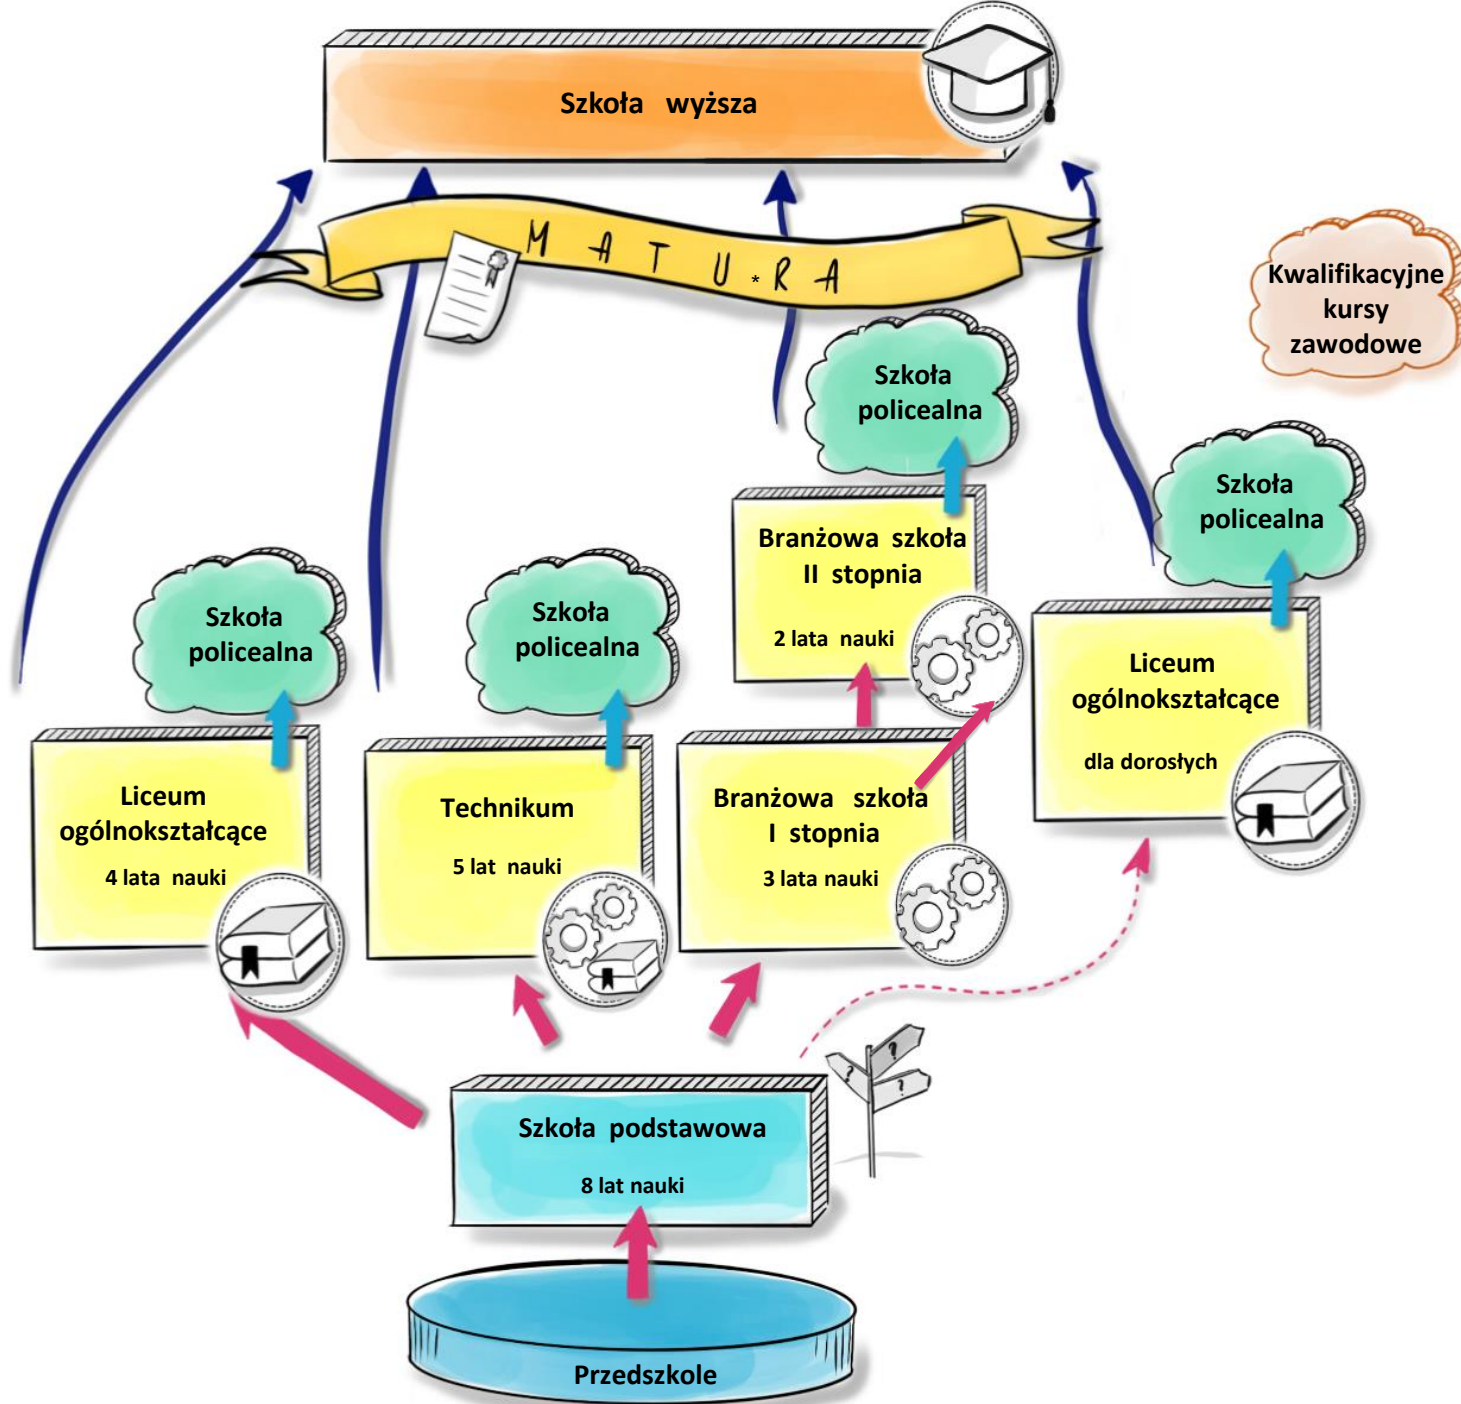 Szkoła wyższa
M A T U * R A
Kwalifikacyjne
kursy
zawodowe
Szkoła
policealna
Szkoła
policealna
Branżowa szkoła
II stopnia
2 lata nauki
Szkoła
policealna
Szkoła
policealna
Liceum
ogólnokształcące
dla dorosłych
Liceum
ogólnokształcące
4 lata nauki
Technikum
5 lat nauki
Branżowa szkoła
I stopnia
3 lata nauki
? ? ?
Szkoła podstawowa
8 lat nauki
Przedszkole